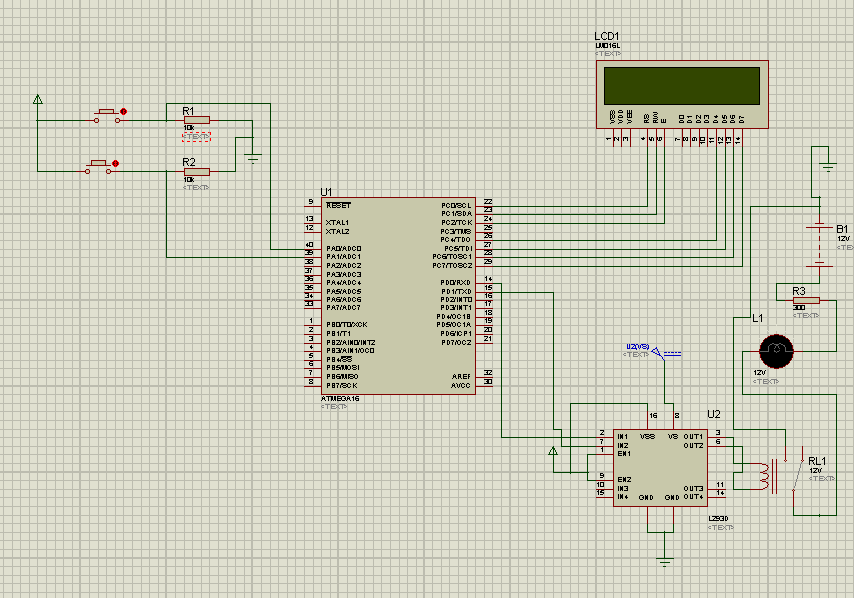 LCD1
LM016L
<TEXT>
VSS VDD VEE RS RW E D0 D1 D2 D3 D4 D5 D6 D7
1 2 3 4 5 6 7 8 9 10 11 12 13 14
R1
10k
<TEXT>
R2
10k
<TEXT>
U1
9 RESET
13 XTAL1
12 XTAL2
40 PA0/ADC0
39 PA1/ADC1
38 PA2/ADC2
37 PA3/ADC3
36 PA4/ADC4
35 PA5/ADC5
34 PA6/ADC6
33 PA7/ADC7
1 PB0/T0/XCK
2 PB1/T1
3 PB2/AIN0/INT2
4 PB3/AIN1/OC0
5 PB4/SS
6 PB5/MOSI
7 PB6/MISO
8 PB7/SCK
PC0/SCL 22
PC1/SDA 23
PC2/TCK 24
PC3/TMS 25
PC4/TDO 26
PC5/TDI 27
PC6/TOSC1 28
PC7/TOSC2 29
PD0/RXD 14
PD1/TXD 15
PD2/INT0 16
PD3/INT1 17
PD4/OC1B 18
PD5/OC1A 19
PD6/ICP1 20
PD7/OC2 21
AREF 32
AVCC 30
ATMEGA16
<TEXT>
B1
12V
<TE
R3
300
<TEXT>
L1
12V
<TEXT>
U2(VS)
<TEXT>
U2
16 8
2 IN1 VSS VS OUT1 3
7 IN2 OUT2 6
1 EN1
9 EN2
10 IN3 OUT3 11
15 IN4 GND GND OUT4 14
L293D
<TEXT>
RL1
12V
<TEXT>